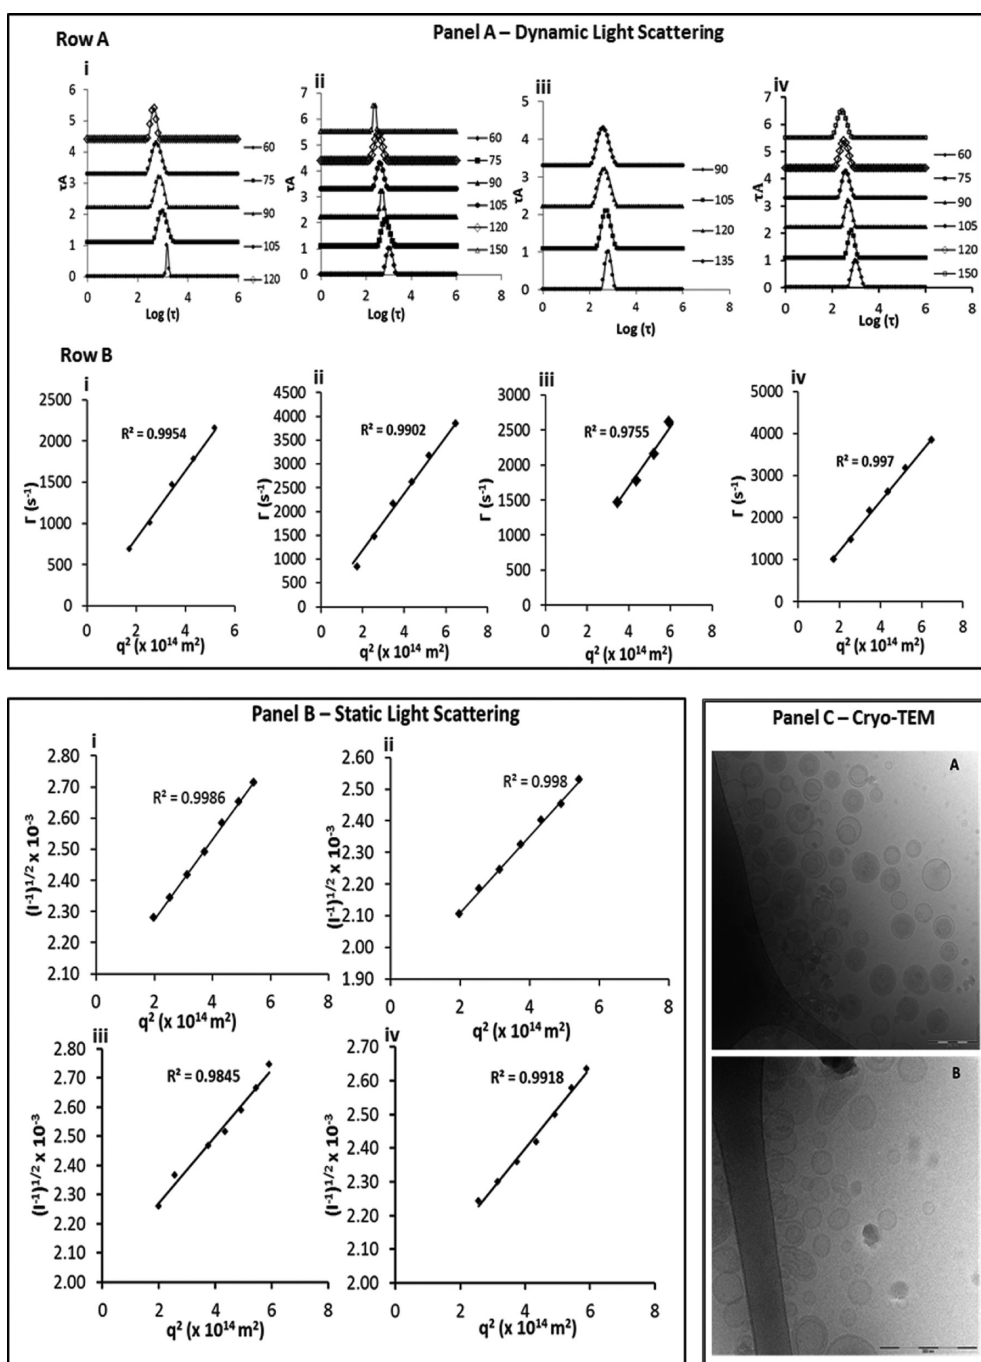 Panel A – Dynamic Light Scattering
Row A
i
6
5
4
3
2
1
0
τA
0 2 4 6
Log (τ)
60
75
90
105
120
ii
7
6
5
4
3
2
1
0
τA
0 2 4 6 8
Log (τ)
60
75
90
105
120
150
iii
5
4
3
2
1
0
0 2 4 6 8
Log (τ)
90
105
120
135
iv
7
6
5
4
3
2
1
0
τA
0 2 4 6 8
Log (τ)
60
75
90
105
120
150
Row B
i
2500
2000
1500
1000
500
0
Γ (s⁻¹)
R² = 0.9954
0 2 4 6
q² (x 10¹⁴ m²)
ii
4500
4000
3500
3000
2500
2000
1500
1000
500
0
Γ (s⁻¹)
R² = 0.9902
0 2 4 6 8
q² (x 10¹⁴ m²)
iii
3000
2500
2000
1500
1000
500
0
Γ (s⁻¹)
R² = 0.9755
0 2 4 6 8
q² (x 10¹⁴ m²)
iv
5000
4000
3000
2000
1000
0
Γ (s⁻¹)
R² = 0.997
0 2 4 6 8
q² (x 10¹⁴ m²)
Panel B – Static Light Scattering
i
2.80
2.70
2.60
2.50
2.40
2.30
2.20
2.10
(I⁻¹)¹/² x 10⁻³
R² = 0.9986
0 2 4 6 8
q² (x 10¹⁴ m²)
ii
2.60
2.50
2.40
2.30
2.20
2.10
2.00
1.90
(I⁻¹)¹/² x 10⁻³
R² = 0.998
0 2 4 6 8
q² (x 10¹⁴ m²)
iii
2.80
2.70
2.60
2.50
2.40
2.30
2.20
2.10
2.00
(I⁻¹)¹/² x 10⁻³
R² = 0.9845
0 2 4 6 8
q² (x 10¹⁴ m²)
iv
2.70
2.60
2.50
2.40
2.30
2.20
2.10
2.00
(I⁻¹)¹/² x 10⁻³
R² = 0.9918
0 2 4 6 8
q² (x 10¹⁴ m²)
Panel C – Cryo-TEM
A
B